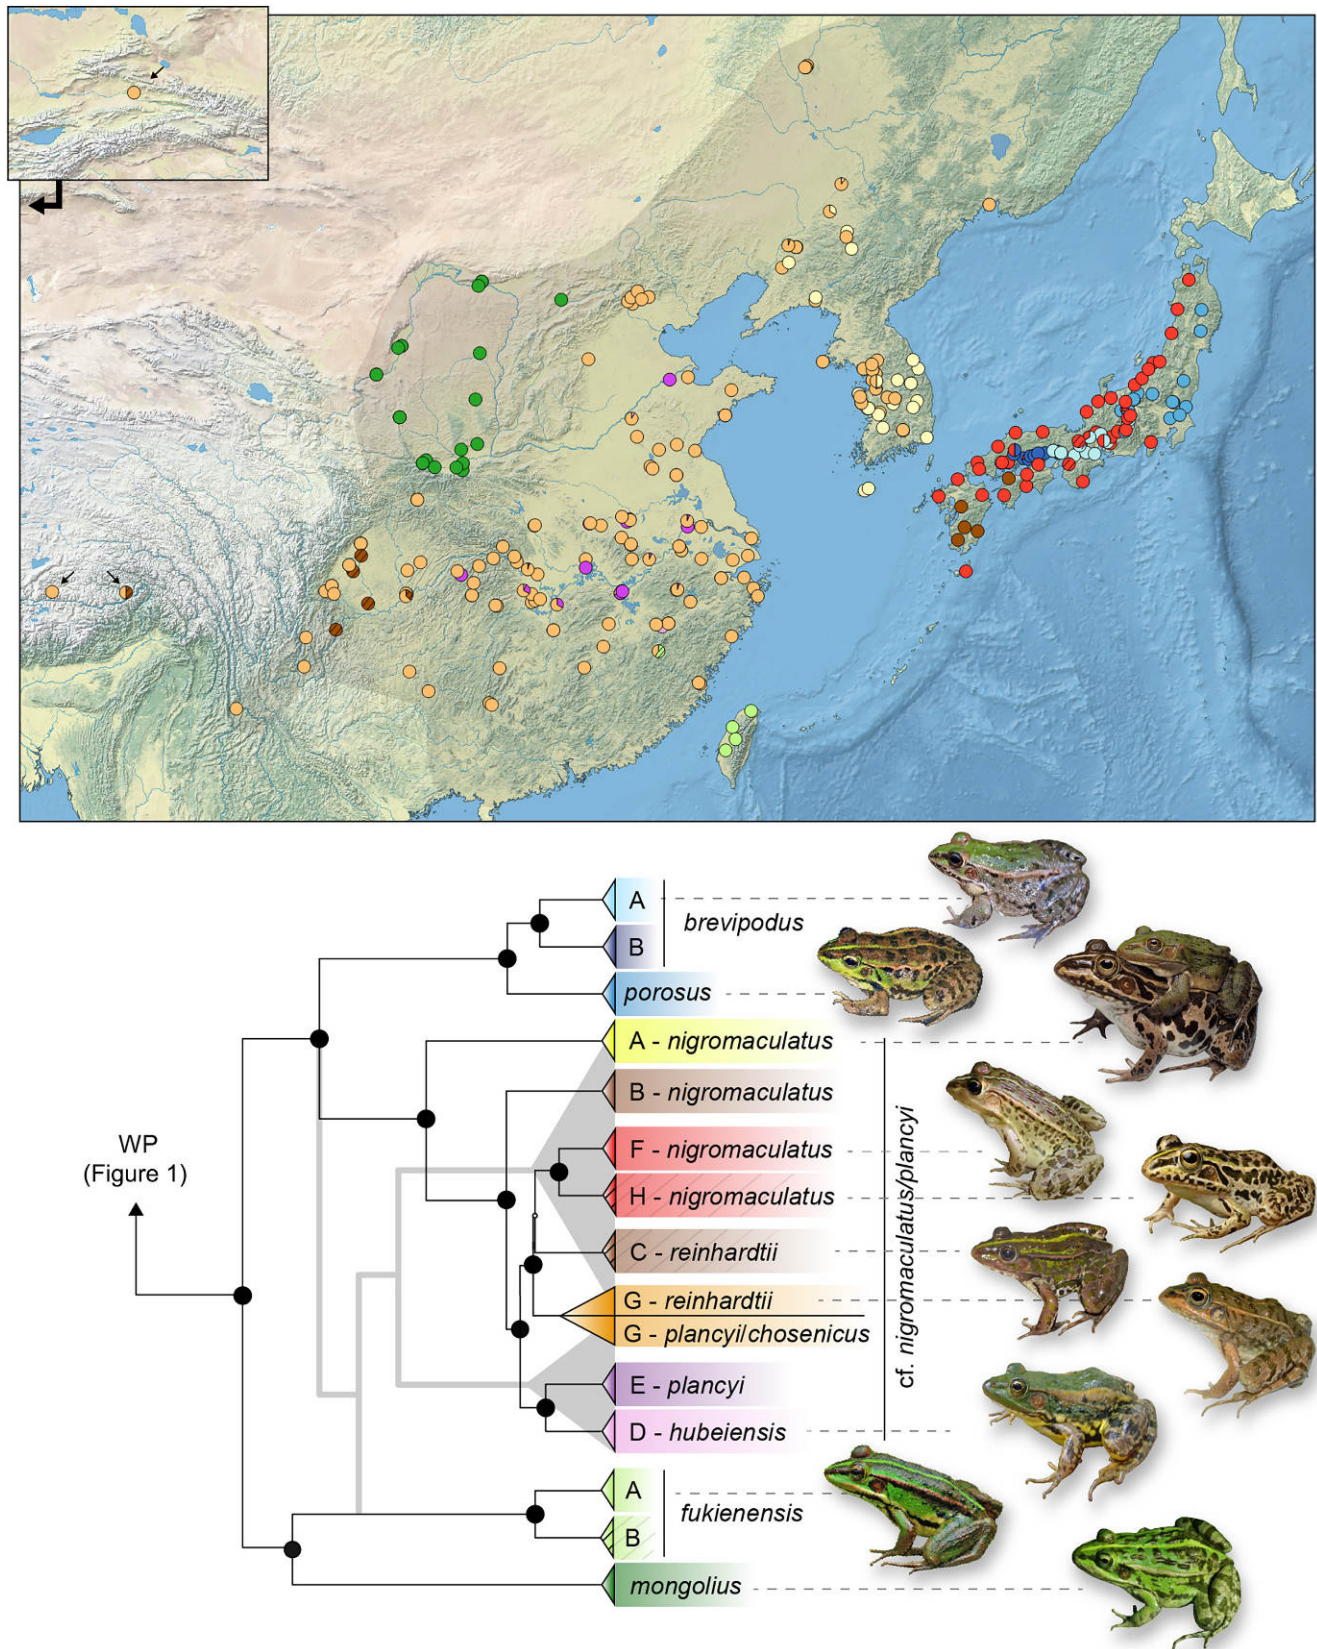 A
brevipodus
B
porosus
A - nigromaculatus
B - nigromaculatus
WP
(Figure 1)
F - nigromaculatus
H - nigromaculatus
C - reinhardtii
G - reinhardtii
G - plancyi/chosenicus
cf. nigromaculatus/plancyi
E - plancyi
D - hubeiensis
A
fukienensis
B
mongolius